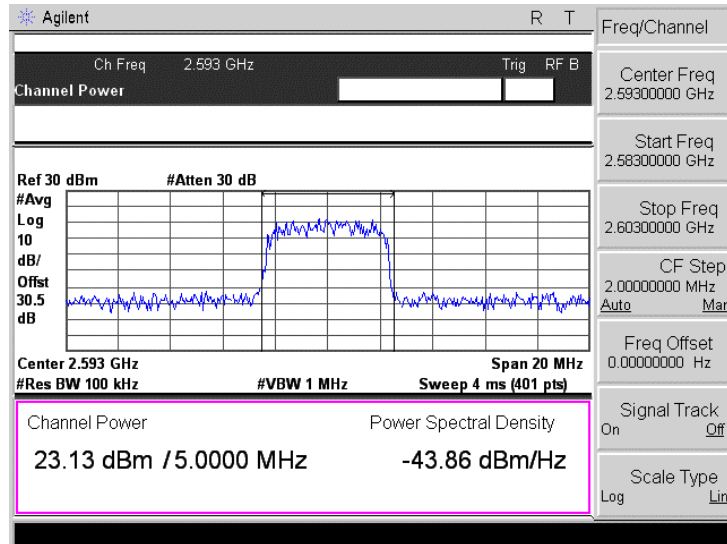 Agilent
R T
Ch Freq 2.593 GHz
Trig RF B
Channel Power
Ref 30 dBm
#Atten 30 dB
#Avg
Log
10
dB/
Offst
30.5
dB
Center 2.593 GHz
Span 20 MHz
#Res BW 100 kHz
#VBW 1 MHz
Sweep 4 ms (401 pts)
Channel Power
Power Spectral Density
23.13 dBm / 5.0000 MHz
-43.86 dBm/Hz
Freq/Channel
Center Freq
2.59300000 GHz
Start Freq
2.58300000 GHz
Stop Freq
2.60300000 GHz
CF Step
2.00000000 MHz
Auto Man
Freq Offset
0.00000000 Hz
Signal Track
On Off
Scale Type
Log Lin